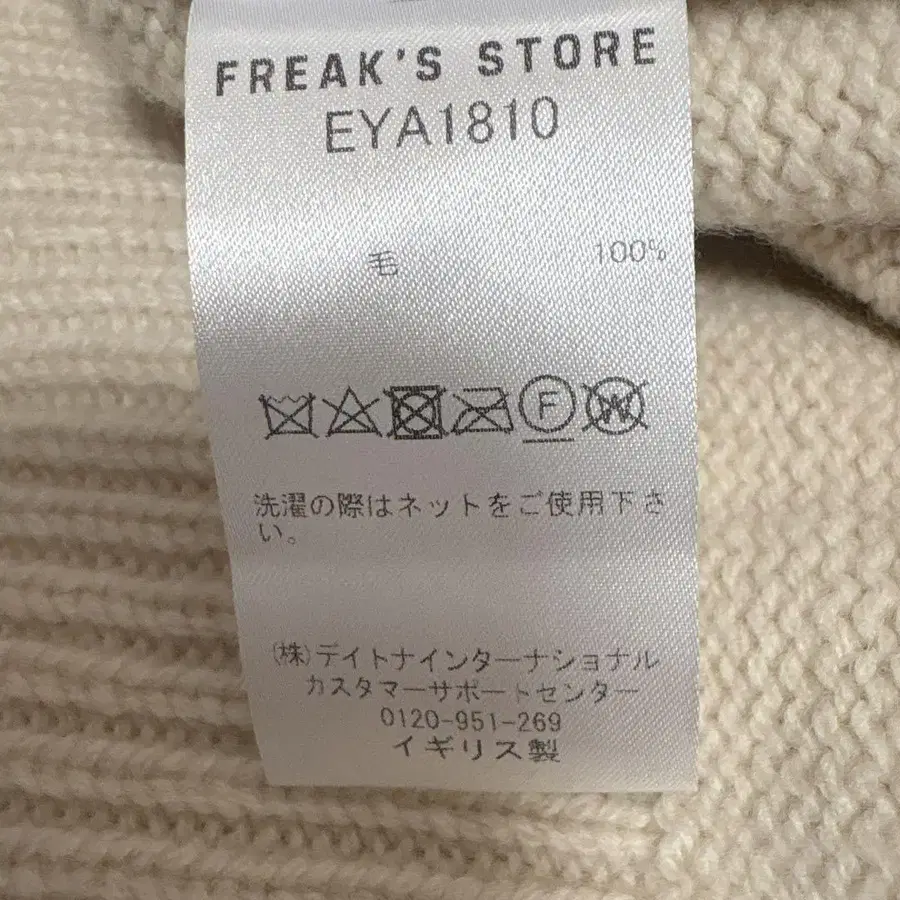 FREAK'S STORE
EYA1810
毛 100%
F W
洗濯の際はネットをご使用下さ
い。
(株)デイトナインターナショナル
カスタマーサポートセンター
0120-951-269
イギリス製